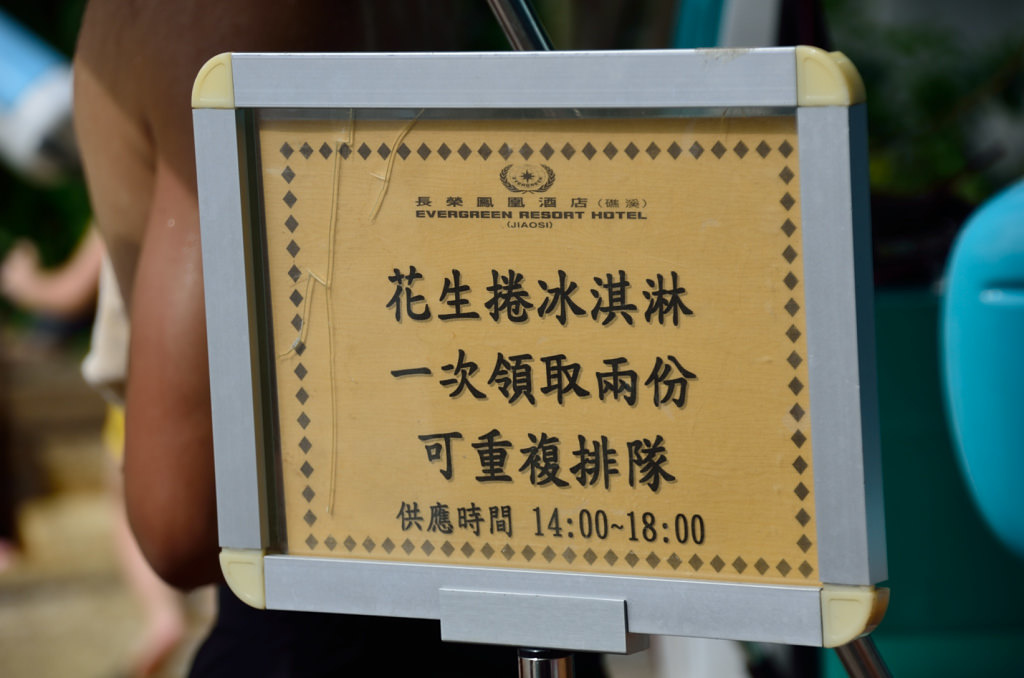 EVERGREEN
長榮鳳凰酒店(礁溪)
EVERGREEN RESORT HOTEL
(JIAOSI)
花生捲冰淇淋
一次領取兩份
可重複排隊
供應時間 14:00~18:00